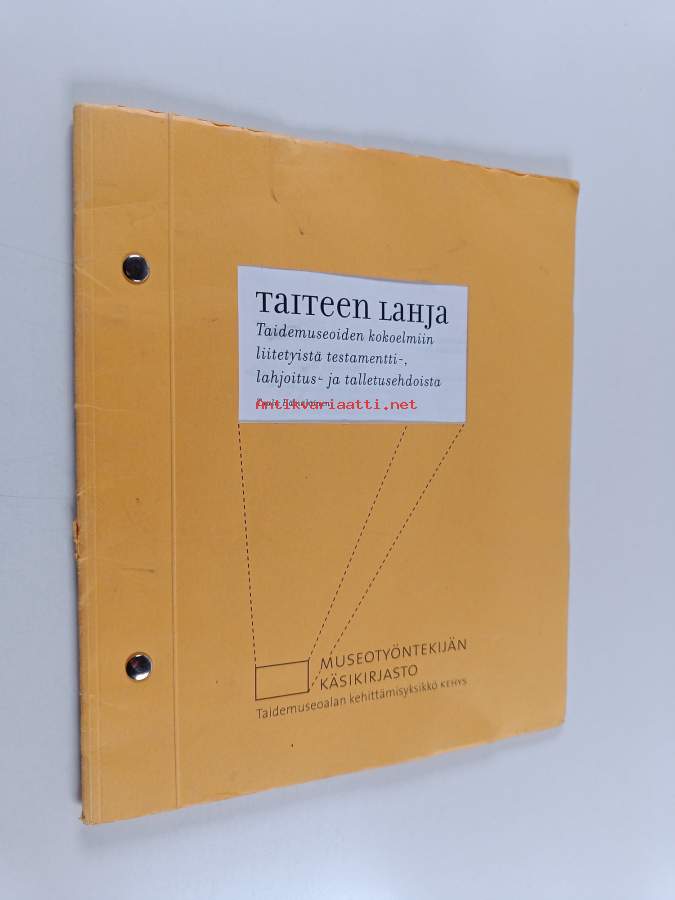 Taiteen Lahja
Taidemuseoiden kokoelmiin
liitetyistä testamentti-,
lahjoitus- ja talletusehdoista
Antikvariaatti.net
MUSEOTYÖNTEKIJÄN
KÄSIKIRJASTO
Taidemuseoalan kehittämisyksikkö KEHYS